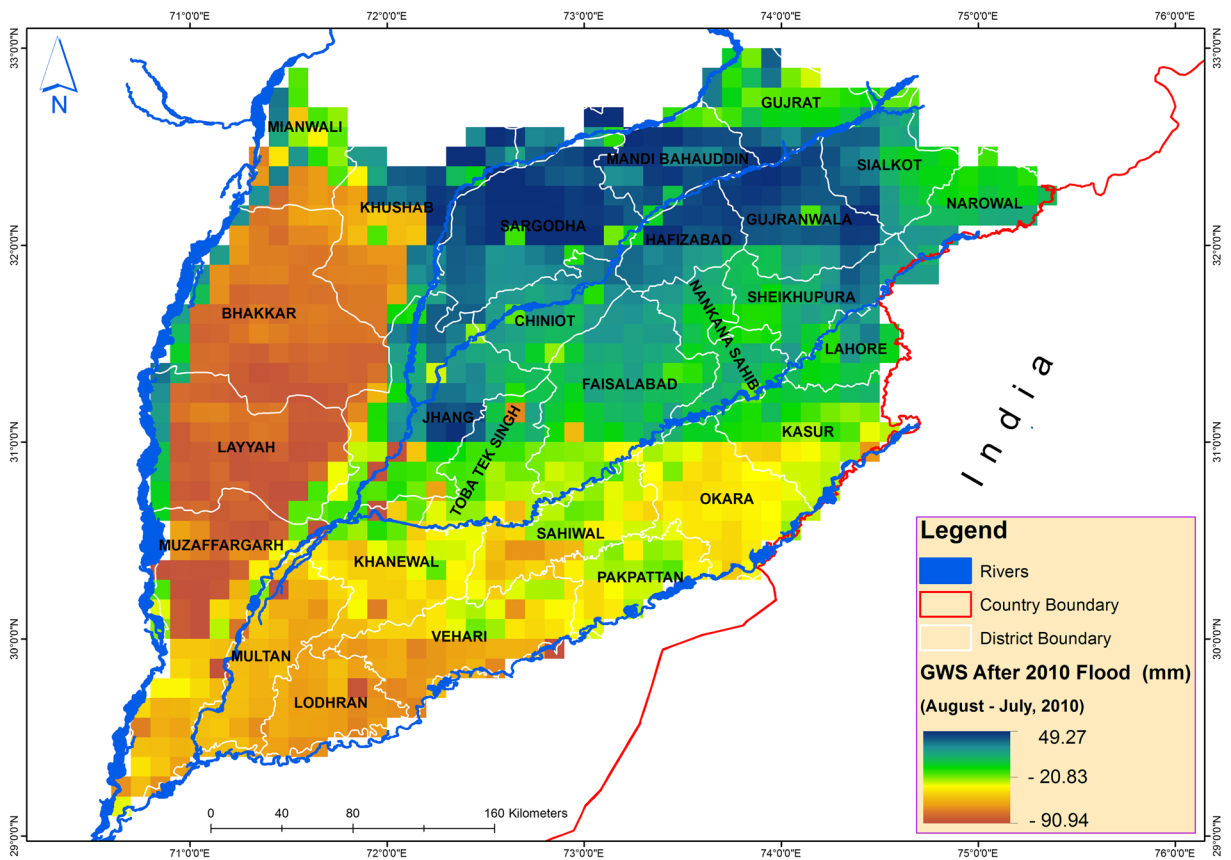 71°0'0"E 72°0'0"E 73°0'0"E 74°0'0"E 75°0'0"E 76°0'0"E
33°0'0"N 33°0'0"N
N
GUJRAT
MIANWALI
MANDI BAHAUDDIN
SIALKOT
KHUSHAB
NAROWAL
SARGODHA
GUJRANWALA
HAFIZABAD
32°0'0"N 32°0'0"N
NANKANA SAHIB
SHEIKHUPURA
BHAKKAR
CHINIOT
LAHORE
FAISALABAD
India
JHANG
TOBA TEK SINGH
KASUR
31°0'0"N 31°0'0"N
LAYYAH
OKARA
SAHIWAL
MUZAFFARGARH
KHANEWAL
PAKPATTAN
VEHARI
30°0'0"N 30°0'0"N
MULTAN
LODHRAN
Legend
Rivers
Country Boundary
District Boundary
GWS After 2010 Flood (mm)
(August - July, 2010)
49.27
- 20.83
- 90.94
0 40 80 160 Kilometers
29°0'0"N 29°0'0"N
71°0'0"E 72°0'0"E 73°0'0"E 74°0'0"E 75°0'0"E 76°0'0"E